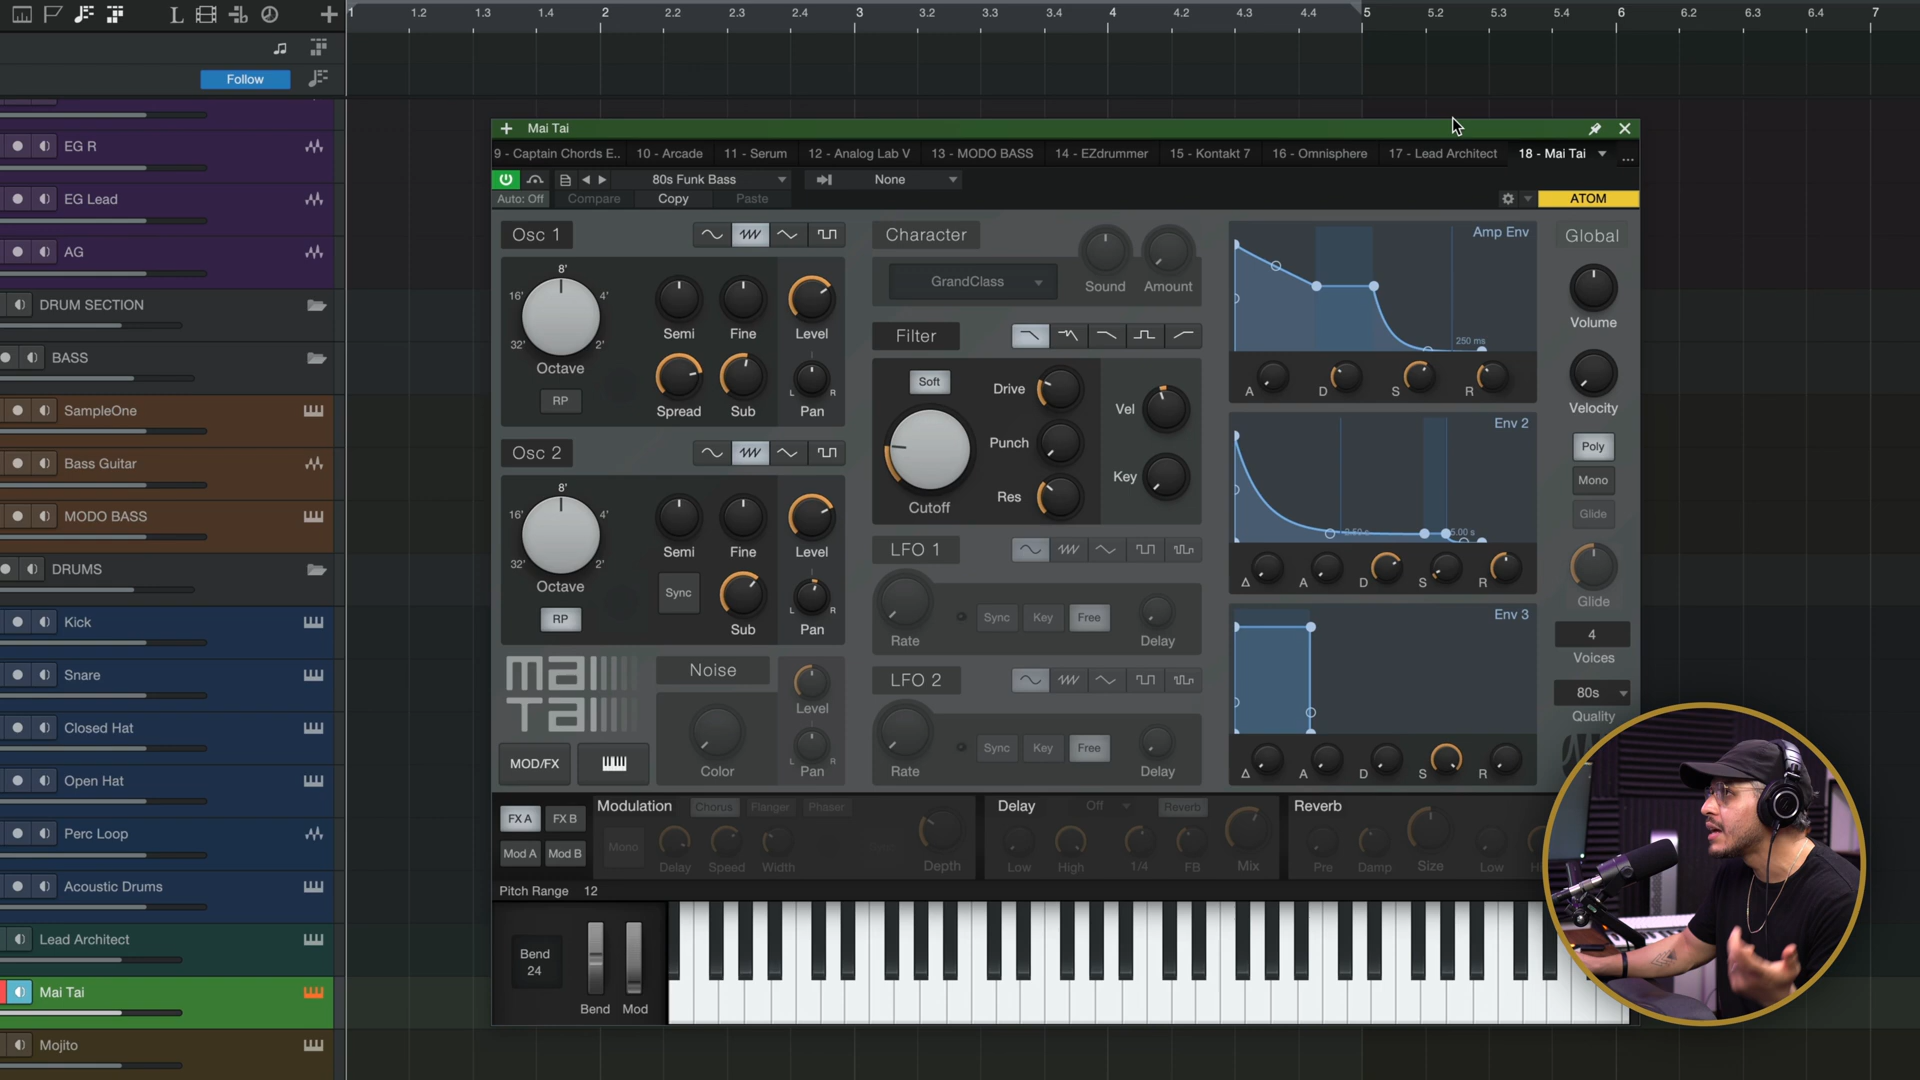 1 1.2 1.3 1.4 2 2.2 2.3 2.4 3 3.2 3.3 3.4 4 4.2 4.3 4.4 5 5.2 5.3 5.4 6 6.2 6.3 6.4 7
Follow
EG R
EG Lead
AG
DRUM SECTION
BASS
SampleOne
Bass Guitar
MODO BASS
DRUMS
Kick
Snare
Closed Hat
Open Hat
Perc Loop
Acoustic Drums
Lead Architect
Mai Tai
Mojito
Mai Tai
9 - Captain Chords E.. 10 - Arcade 11 - Serum 12 - Analog Lab V 13 - MODO BASS 14 - EZdrummer 15 - Kontakt 7 16 - Omnisphere 17 - Lead Architect 18 - Mai Tai ...
80s Funk Bass None
Auto: Off Compare Copy Paste ATOM
Osc 1
8'
16' 4'
32' 2'
Octave
RP
Semi Fine Level
Spread Sub L R Pan
Osc 2
8'
16' 4'
32' 2'
Octave
RP
Semi Fine Level
Sync Sub L R Pan
mai
Tai
MOD/FX
Noise
Level
Color L R Pan
Character
GrandClass Sound Amount
Filter
Soft
Cutoff
Drive
Punch
Res
Vel
Key
LFO 1
Rate Sync Key Free Delay
LFO 2
Rate Sync Key Free Delay
Amp Env
250 ms
A D S R
Env 2
2.50 s 5.00 s
Δ A D S R
Env 3
Δ A D S R
Global
Volume
Velocity
Poly
Mono
Glide
Glide
4
Voices
80s
Quality
FX A FX B
Mod A Mod B
Modulation Chorus Flanger Phaser
Mono Delay Speed Width Sync Depth
Delay Off Reverb
Low High 1/4 FB Mix
Reverb
Pre Damp Size Low
Pitch Range 12
Bend
24
Bend Mod